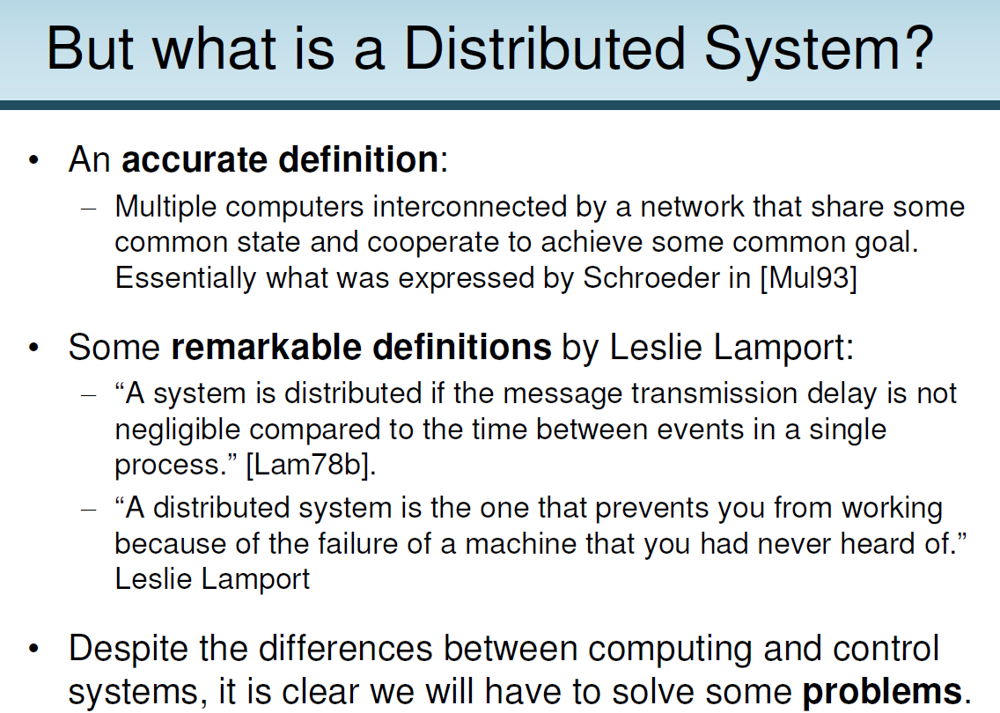 But what is a Distributed System?
• An accurate definition:
– Multiple computers interconnected by a network that share some
common state and cooperate to achieve some common goal.
Essentially what was expressed by Schroeder in [Mul93]
• Some remarkable definitions by Leslie Lamport:
– “A system is distributed if the message transmission delay is not
negligible compared to the time between events in a single
process.” [Lam78b].
– “A distributed system is the one that prevents you from working
because of the failure of a machine that you had never heard of.”
Leslie Lamport
• Despite the differences between computing and control
systems, it is clear we will have to solve some problems.